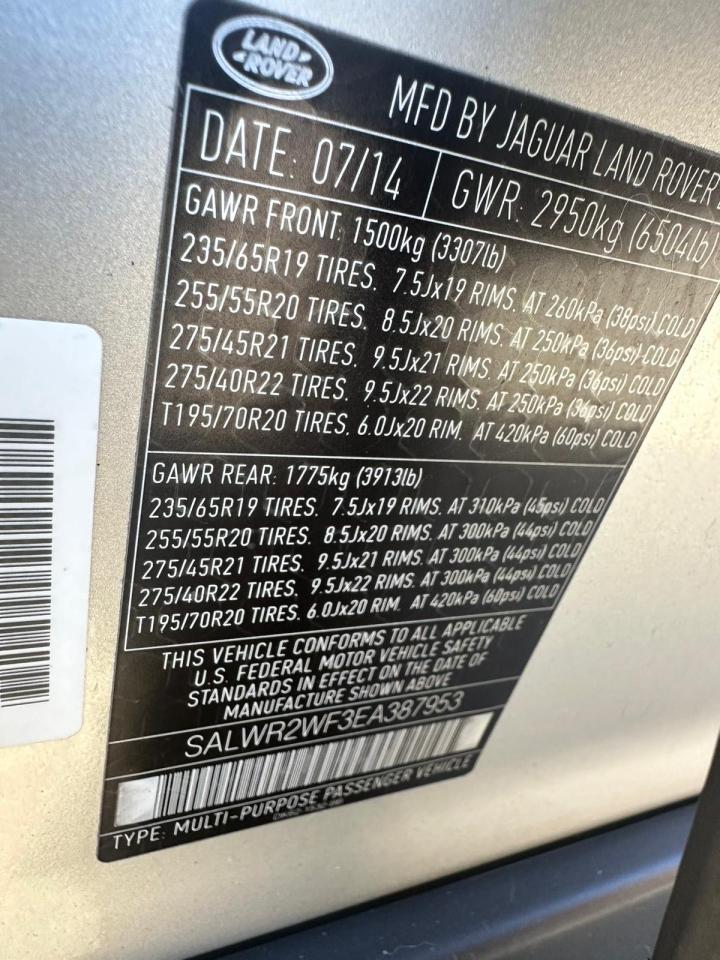 LAND
ROVER
MFD BY JAGUAR LAND ROVER
DATE: 07/14 GWR: 2950kg (6504lb)
GAWR FRONT: 1500kg (3307lb)
235/65R19 TIRES. 7.5Jx19 RIMS. AT 260kPa (38psi) COLD
255/55R20 TIRES. 8.5Jx20 RIMS. AT 250kPa (36psi) COLD
275/45R21 TIRES. 9.5Jx21 RIMS. AT 250kPa (36psi) COLD
275/40R22 TIRES. 9.5Jx22 RIMS. AT 250kPa (36psi) COLD
T195/70R20 TIRES. 6.0Jx20 RIM. AT 420kPa (60psi) COLD
GAWR REAR: 1775kg (3913lb)
235/65R19 TIRES. 7.5Jx19 RIMS. AT 310kPa (45psi) COLD
255/55R20 TIRES. 8.5Jx20 RIMS. AT 300kPa (44psi) COLD
275/45R21 TIRES. 9.5Jx21 RIMS. AT 300kPa (44psi) COLD
275/40R22 TIRES. 9.5Jx22 RIMS. AT 300kPa (44psi) COLD
T195/70R20 TIRES. 6.0Jx20 RIM. AT 420kPa (60psi) COLD
THIS VEHICLE CONFORMS TO ALL APPLICABLE
U.S. FEDERAL MOTOR VEHICLE SAFETY
STANDARDS IN EFFECT ON THE DATE OF
MANUFACTURE SHOWN ABOVE
SALWR2WF3EA387953
TYPE: MULTI-PURPOSE PASSENGER VEHICLE